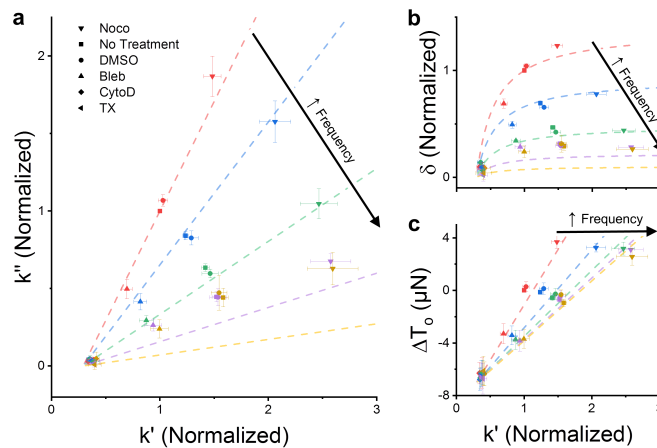 a
2
1
0
k'' (Normalized)
0
1
2
3
k' (Normalized)
Noco
No Treatment
DMSO
Bleb
CytoD
TX
↑ Frequency
b
1
0
δ (Normalized)
↑ Frequency
c
↑ Frequency
4
0
-4
-8
ΔT₀ (µN)
0
1
2
3
k' (Normalized)